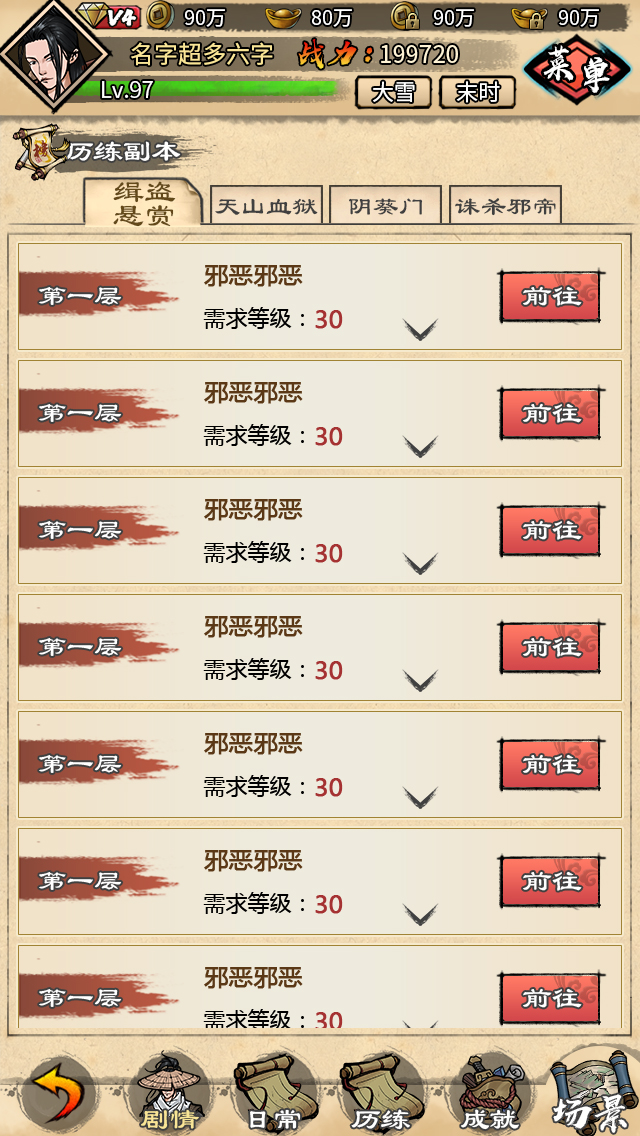 V4 90万 80万 90万 90万
名字超多六字 战力：199720
菜单
Lv.97 大雪 末时
历练副本
缉盗
悬赏
天山血狱 阴葵门 诛杀邪帝
邪恶邪恶
第一层 前往
需求等级：30
邪恶邪恶
第一层 前往
需求等级：30
邪恶邪恶
第一层 前往
需求等级：30
邪恶邪恶
第一层 前往
需求等级：30
邪恶邪恶
第一层 前往
需求等级：30
邪恶邪恶
第一层 前往
需求等级：30
邪恶邪恶
第一层 前往
需求等级：30
剧情 日常 历练 成就 场景